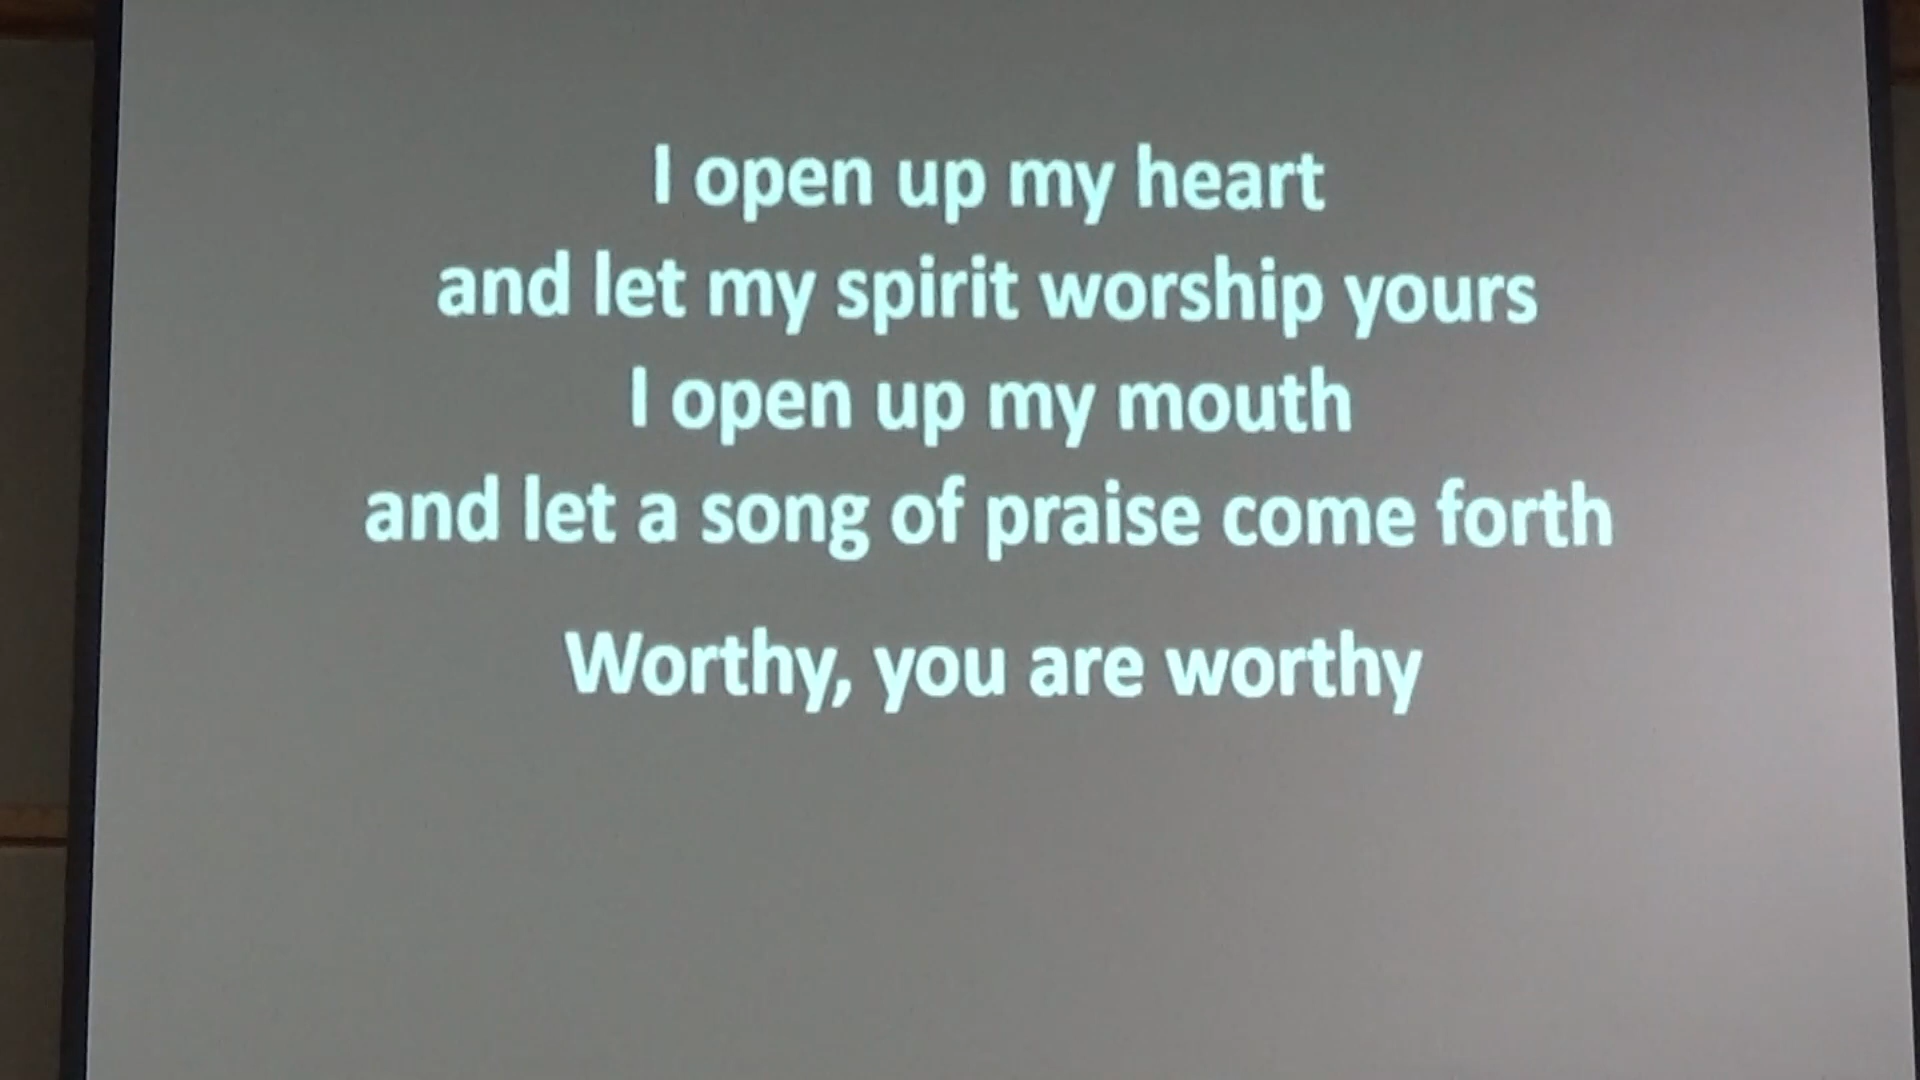 I open up my heart
and let my spirit worship yours
I open up my mouth
and let a song of praise come forth
Worthy, you are worthy